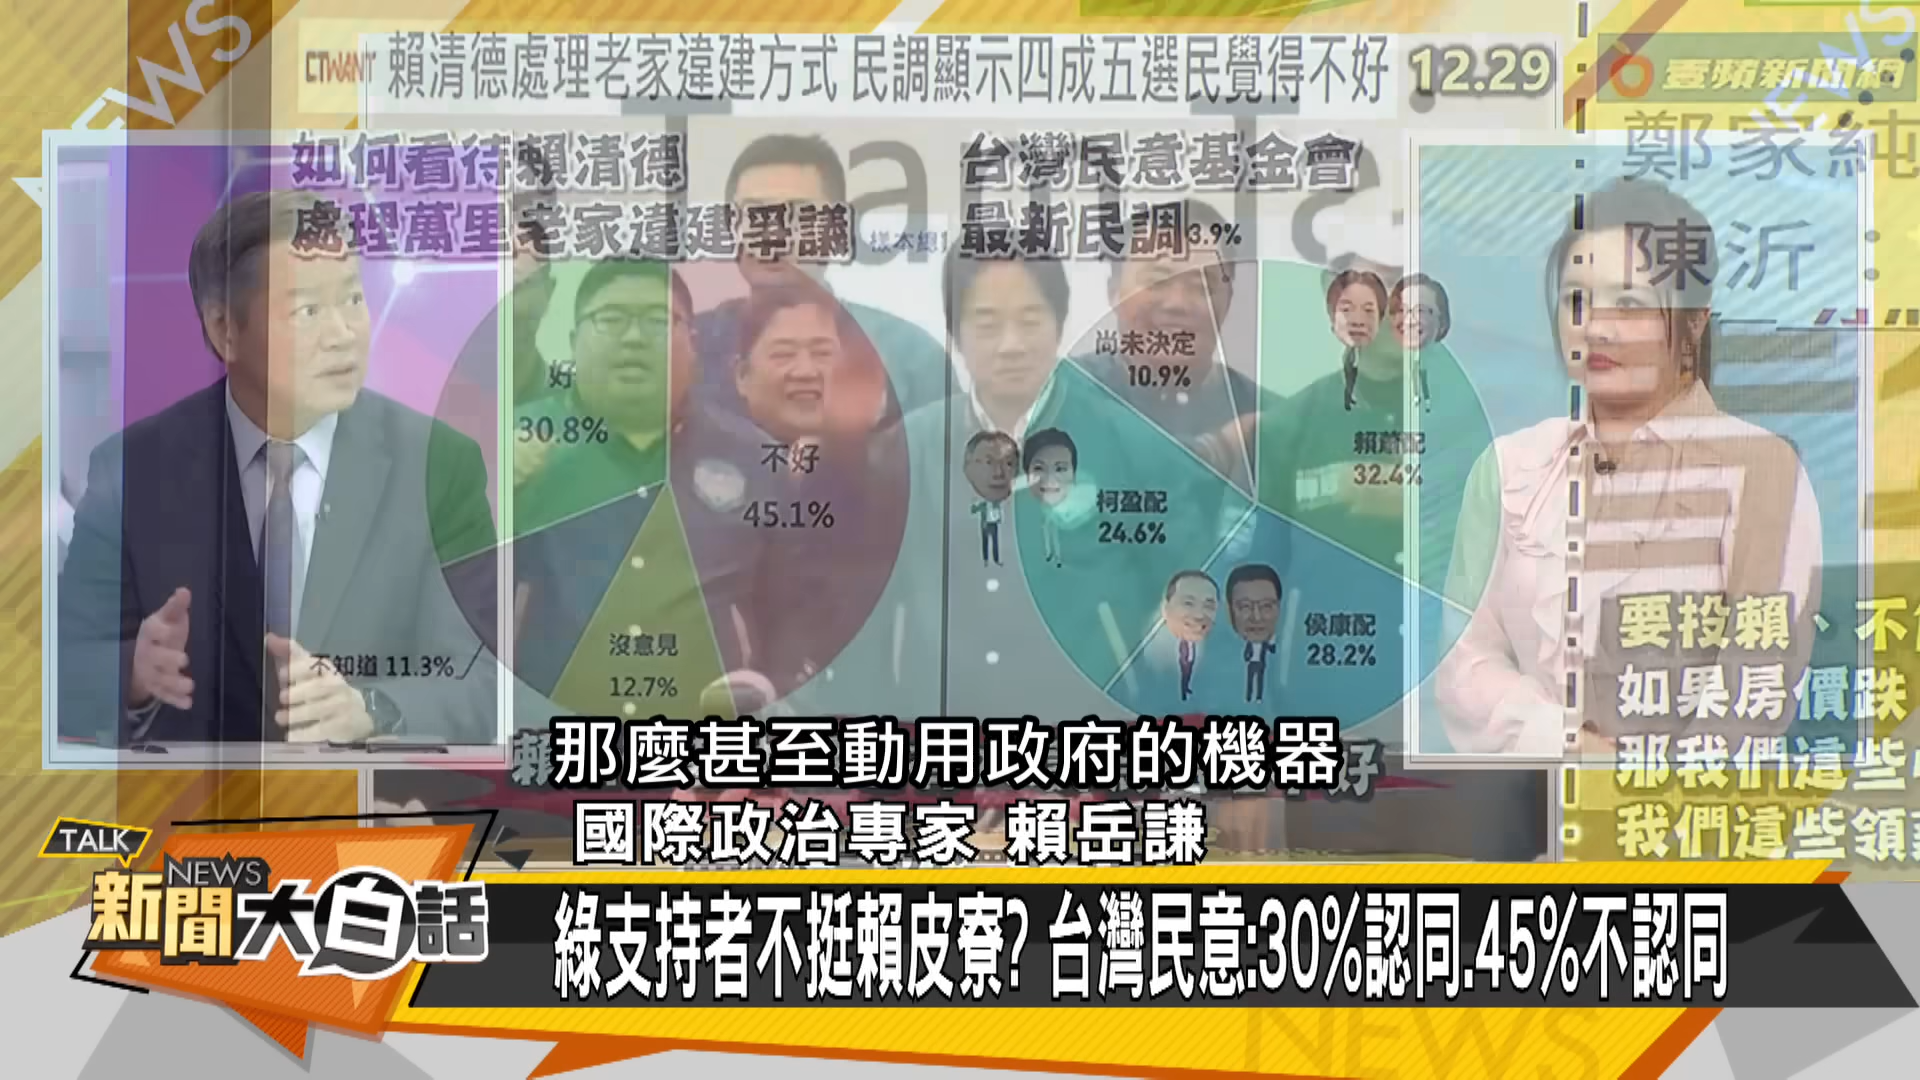 CTWANT 賴清德處理老家違建方式 民調顯示四成五選民覺得不好 12.29
壹蘋新聞網
鄭家純
陳沂：
如何看待賴清德
處理萬里老家違建爭議
台灣民意基金會
最新民調
3.9%
尚未決定
10.9%
好
30.8%
不好
45.1%
賴蕭配
32.4%
柯盈配
24.6%
侯康配
28.2%
不知道 11.3%
沒意見
12.7%
要投賴、不
如果房價跌
那我們這些
我們這些領
那麼甚至動用政府的機器
國際政治專家 賴岳謙
TALK
NEWS
新聞大白話
綠支持者不挺賴皮寮? 台灣民意:30%認同.45%不認同
NEWS